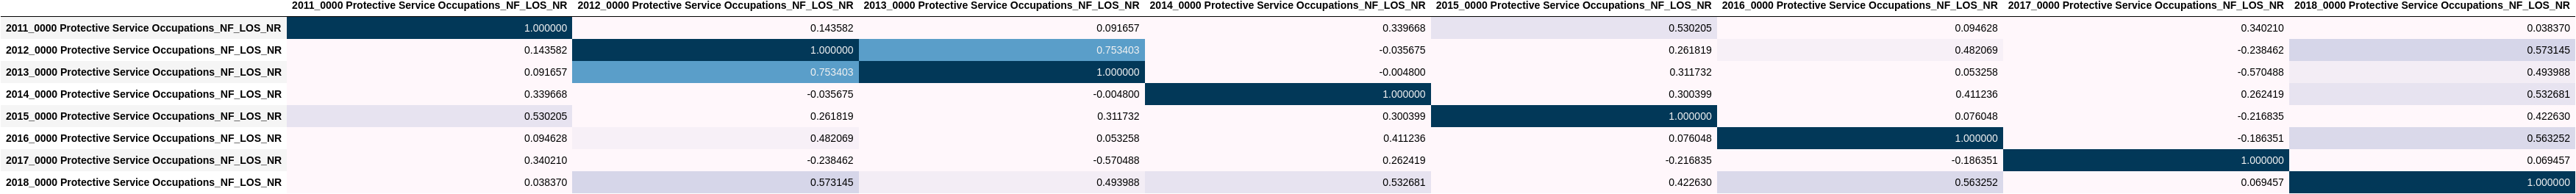 2011_0000 Protective Service Occupations_NF_LOS_NR 2012_0000 Protective Service Occupations_NF_LOS_NR 2013_0000 Protective Service Occupations_NF_LOS_NR 2014_0000 Protective Service Occupations_NF_LOS_NR 2015_0000 Protective Service Occupations_NF_LOS_NR 2016_0000 Protective Service Occupations_NF_LOS_NR 2017_0000 Protective Service Occupations_NF_LOS_NR 2018_0000 Protective Service Occupations_NF_LOS_NR
2011_0000 Protective Service Occupations_NF_LOS_NR 1.000000 0.143582 0.091657 0.339668 0.530205 0.094628 0.340210 0.038370
2012_0000 Protective Service Occupations_NF_LOS_NR 0.143582 1.000000 0.753403 -0.035675 0.261819 0.482069 -0.238462 0.573145
2013_0000 Protective Service Occupations_NF_LOS_NR 0.091657 0.753403 1.000000 -0.004800 0.311732 0.053258 -0.570488 0.493988
2014_0000 Protective Service Occupations_NF_LOS_NR 0.339668 -0.035675 -0.004800 1.000000 0.300399 0.411236 0.262419 0.532681
2015_0000 Protective Service Occupations_NF_LOS_NR 0.530205 0.261819 0.311732 0.300399 1.000000 0.076048 -0.216835 0.422630
2016_0000 Protective Service Occupations_NF_LOS_NR 0.094628 0.482069 0.053258 0.411236 0.076048 1.000000 -0.186351 0.563252
2017_0000 Protective Service Occupations_NF_LOS_NR 0.340210 -0.238462 -0.570488 0.262419 -0.216835 -0.186351 1.000000 0.069457
2018_0000 Protective Service Occupations_NF_LOS_NR 0.038370 0.573145 0.493988 0.532681 0.422630 0.563252 0.069457 1.000000